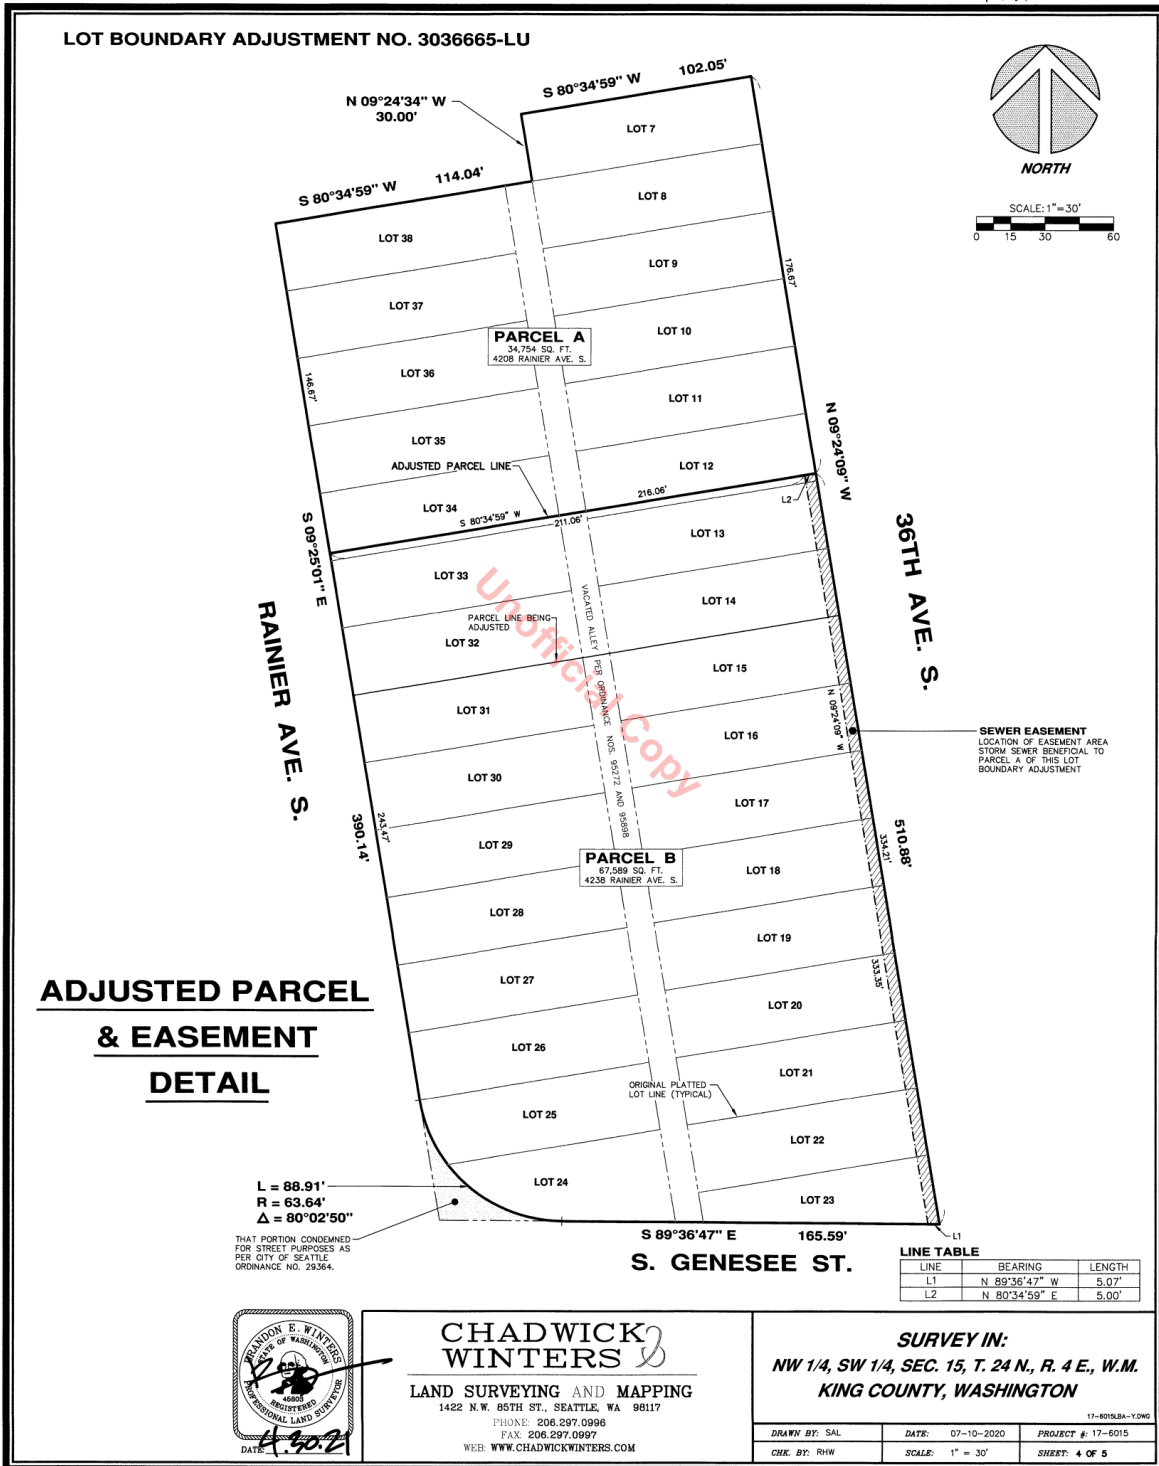 LOT BOUNDARY ADJUSTMENT NO. 3036665-LU
NORTH
SCALE: 1"=30'
0 15 30 60
S 80°34'59" W 102.05'
N 09°24'34" W
30.00'
S 80°34'59" W 114.04'
LOT 7
LOT 8
LOT 9
LOT 10
LOT 11
LOT 12
LOT 38
LOT 37
LOT 36
LOT 35
LOT 34
176.67'
146.67'
PARCEL A
34,754 SQ. FT.
4208 RAINIER AVE. S.
ADJUSTED PARCEL LINE
216.06'
S 80°34'59" W
211.06'
L2
N 09°24'09" W
S 09°25'01" E
36TH AVE. S.
RAINIER AVE. S.
LOT 13
LOT 14
LOT 15
LOT 16
LOT 17
LOT 18
LOT 19
LOT 20
LOT 21
LOT 22
LOT 23
LOT 33
LOT 32
LOT 31
LOT 30
LOT 29
LOT 28
LOT 27
LOT 26
LOT 25
LOT 24
PARCEL LINE BEING
ADJUSTED
VACATED ALLEY PER ORDINANCE NOS. 95272 AND 95898
Unofficial Copy
N 09°24'09" W
SEWER EASEMENT
LOCATION OF EASEMENT AREA
STORM SEWER BENEFICIAL TO
PARCEL A OF THIS LOT
BOUNDARY ADJUSTMENT
390.14'
243.47'
510.88'
334.21'
333.35'
PARCEL B
67,589 SQ. FT.
4238 RAINIER AVE. S.
ADJUSTED PARCEL
& EASEMENT
DETAIL
ORIGINAL PLATTED
LOT LINE (TYPICAL)
L = 88.91'
R = 63.64'
Δ = 80°02'50"
THAT PORTION CONDEMNED
FOR STREET PURPOSES AS
PER CITY OF SEATTLE
ORDINANCE NO. 29364.
S 89°36'47" E 165.59'
S. GENESEE ST.
L1
LINE TABLE
LINE BEARING LENGTH
L1 N 89°36'47" W 5.07'
L2 N 80°34'59" E 5.00'
BRANDON E. WINTERS
STATE OF WASHINGTON
46803
REGISTERED
PROFESSIONAL LAND SURVEYOR
DATE: 4.30.21
CHADWICK
WINTERS
LAND SURVEYING AND MAPPING
1422 N.W. 85TH ST., SEATTLE, WA 98117
PHONE: 206.297.0996
FAX: 206.297.0997
WEB: WWW.CHADWICKWINTERS.COM
SURVEY IN:
NW 1/4, SW 1/4, SEC. 15, T. 24 N., R. 4 E., W.M.
KING COUNTY, WASHINGTON
17-6015LBA-Y.DWG
DRAWN BY: SAL DATE: 07-10-2020 PROJECT #: 17-6015
CHK. BY: RHW SCALE: 1" = 30' SHEET: 4 OF 5